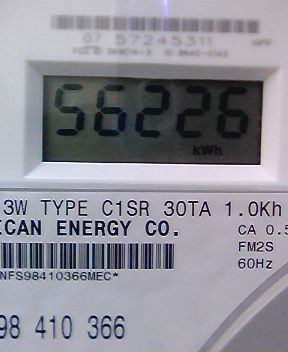 07 57245311
56226
kWh
3W TYPE C1SR 30TA 1.0Kh
ICAN ENERGY CO.
CA 0.5
FM2S
NFS98410366MEC*
60Hz
98 410 366